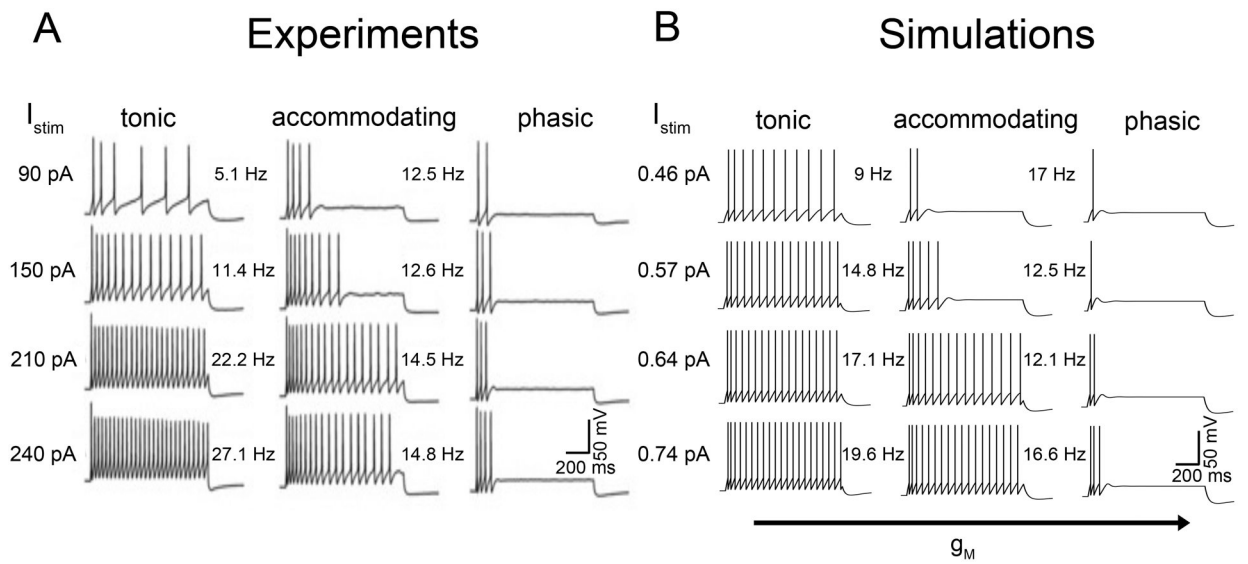 A Experiments B Simulations
I_stim tonic accommodating phasic I_stim tonic accommodating phasic
90 pA 5.1 Hz 12.5 Hz 0.46 pA 9 Hz 17 Hz
150 pA 11.4 Hz 12.6 Hz 0.57 pA 14.8 Hz 12.5 Hz
210 pA 22.2 Hz 14.5 Hz 0.64 pA 17.1 Hz 12.1 Hz
240 pA 27.1 Hz 14.8 Hz 50 mV 0.74 pA 19.6 Hz 16.6 Hz 50 mV
200 ms 200 ms
g_M